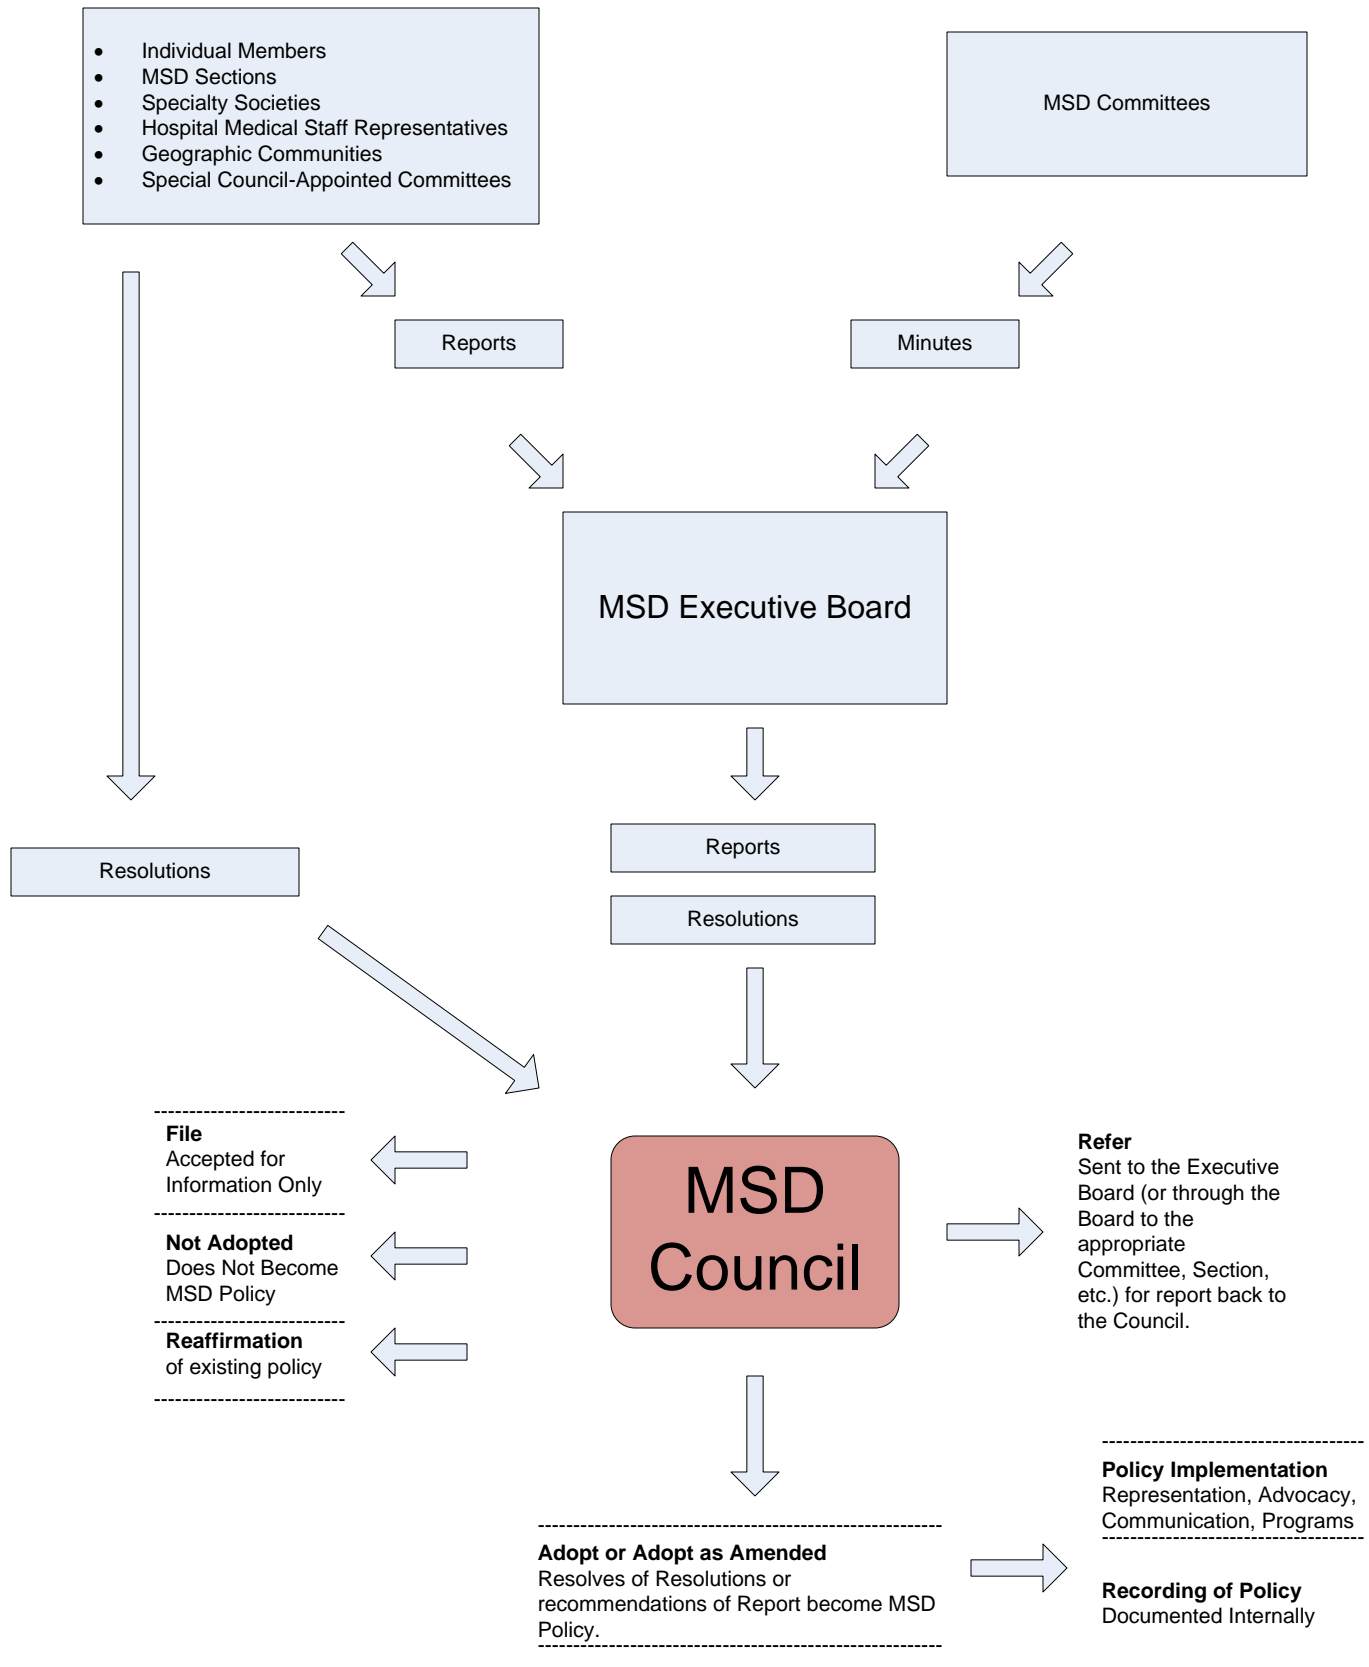 • Individual Members
• MSD Sections
• Specialty Societies
• Hospital Medical Staff Representatives
• Geographic Communities
• Special Council-Appointed Committees
MSD Committees
Reports
Minutes
MSD Executive Board
Reports
Resolutions
Resolutions
MSD
Council
File
Accepted for
Information Only
Not Adopted
Does Not Become
MSD Policy
Reaffirmation
of existing policy
Refer
Sent to the Executive
Board (or through the
Board to the
appropriate
Committee, Section,
etc.) for report back to
the Council.
Adopt or Adopt as Amended
Resolves of Resolutions or
recommendations of Report become MSD
Policy.
Policy Implementation
Representation, Advocacy,
Communication, Programs
Recording of Policy
Documented Internally